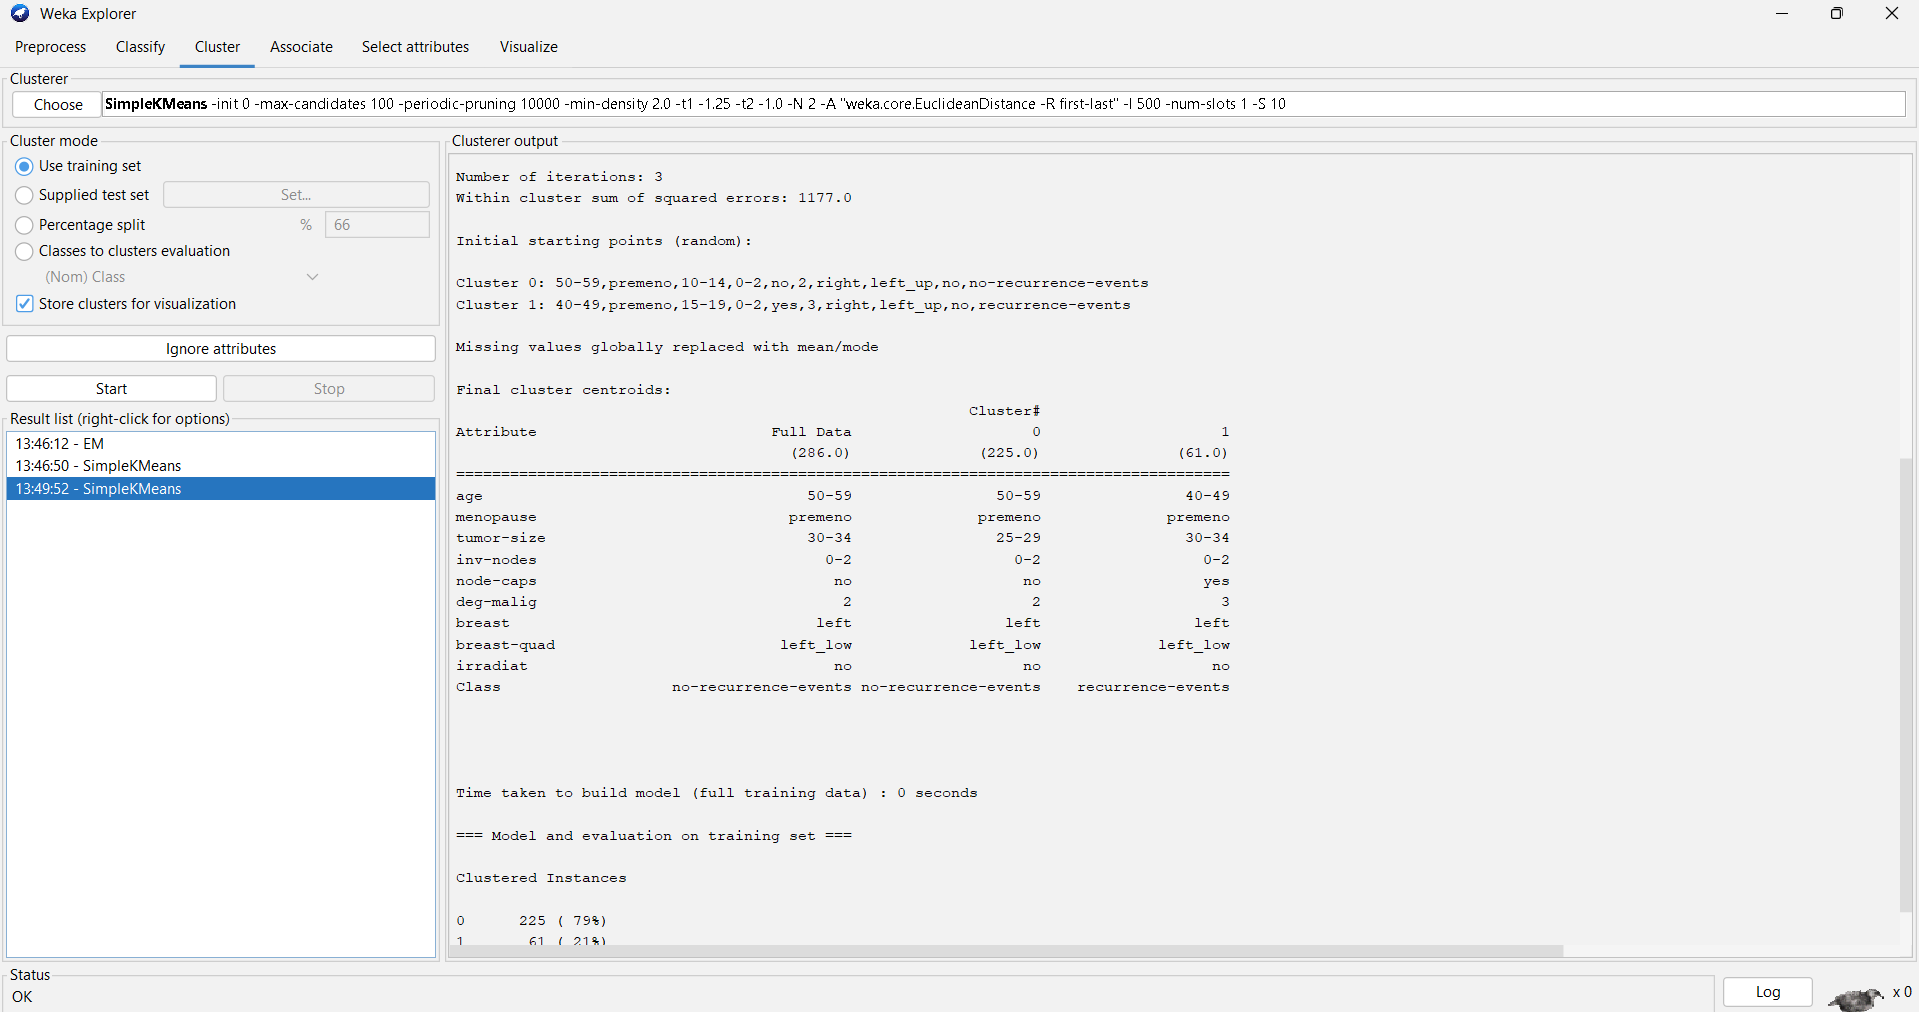 Weka Explorer
Preprocess Classify Cluster Associate Select attributes Visualize
Clusterer
Choose SimpleKMeans -init 0 -max-candidates 100 -periodic-pruning 10000 -min-density 2.0 -t1 -1.25 -t2 -1.0 -N 2 -A "weka.core.EuclideanDistance -R first-last" -I 500 -num-slots 1 -S 10
Cluster mode
Use training set
Supplied test set Set...
Percentage split % 66
Classes to clusters evaluation
(Nom) Class
Store clusters for visualization
Ignore attributes
Start Stop
Result list (right-click for options)
13:46:12 - EM
13:46:50 - SimpleKMeans
13:49:52 - SimpleKMeans
Clusterer output
Number of iterations: 3
Within cluster sum of squared errors: 1177.0
Initial starting points (random):
Cluster 0: 50-59,premeno,10-14,0-2,no,2,right,left_up,no,no-recurrence-events
Cluster 1: 40-49,premeno,15-19,0-2,yes,3,right,left_up,no,recurrence-events
Missing values globally replaced with mean/mode
Final cluster centroids:
Cluster#
Attribute Full Data 0 1
(286.0) (225.0) (61.0)
======================================================================================
age 50-59 50-59 40-49
menopause premeno premeno premeno
tumor-size 30-34 25-29 30-34
inv-nodes 0-2 0-2 0-2
node-caps no no yes
deg-malig 2 2 3
breast left left left
breast-quad left_low left_low left_low
irradiat no no no
Class no-recurrence-events no-recurrence-events recurrence-events
Time taken to build model (full training data) : 0 seconds
=== Model and evaluation on training set ===
Clustered Instances
0 225 ( 79%)
1 61 ( 21%)
Status
OK
Log x 0